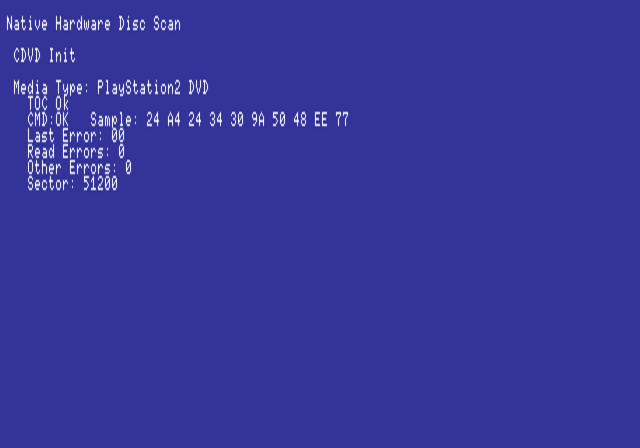 Native Hardware Disc Scan
CDVD Init
Media Type: PlayStation2 DVD
TOC Ok
CMD:OK   Sample: 24 A4 24 34 30 9A 50 48 EE 77
Last Error: 00
Read Errors: 0
Other Errors: 0
Sector: 51200